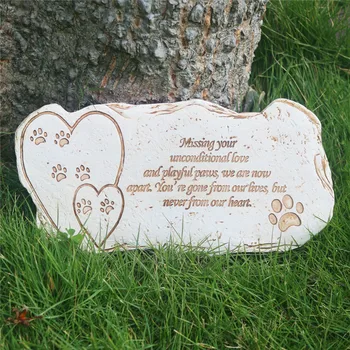 Missing your
unconditional love
and playful paws, we are now
apart. You're gone from our lives, but
never from our heart.